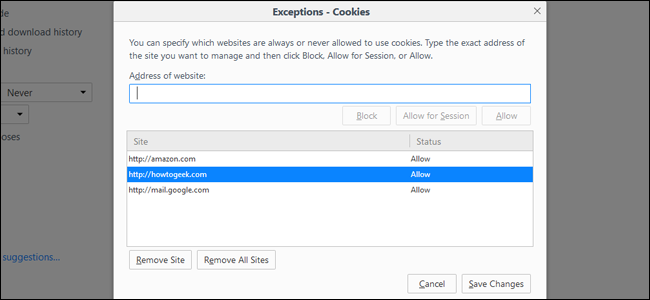 Exceptions - Cookies
de
d download history
history
Never
oses
suggestions...
You can specify which websites are always or never allowed to use cookies. Type the exact address of
the site you want to manage and then click Block, Allow for Session, or Allow.
Address of website:
Block Allow for Session Allow
Site Status
http://amazon.com Allow
http://howtogeek.com Allow
http://mail.google.com Allow
Remove Site Remove All Sites
Cancel Save Changes